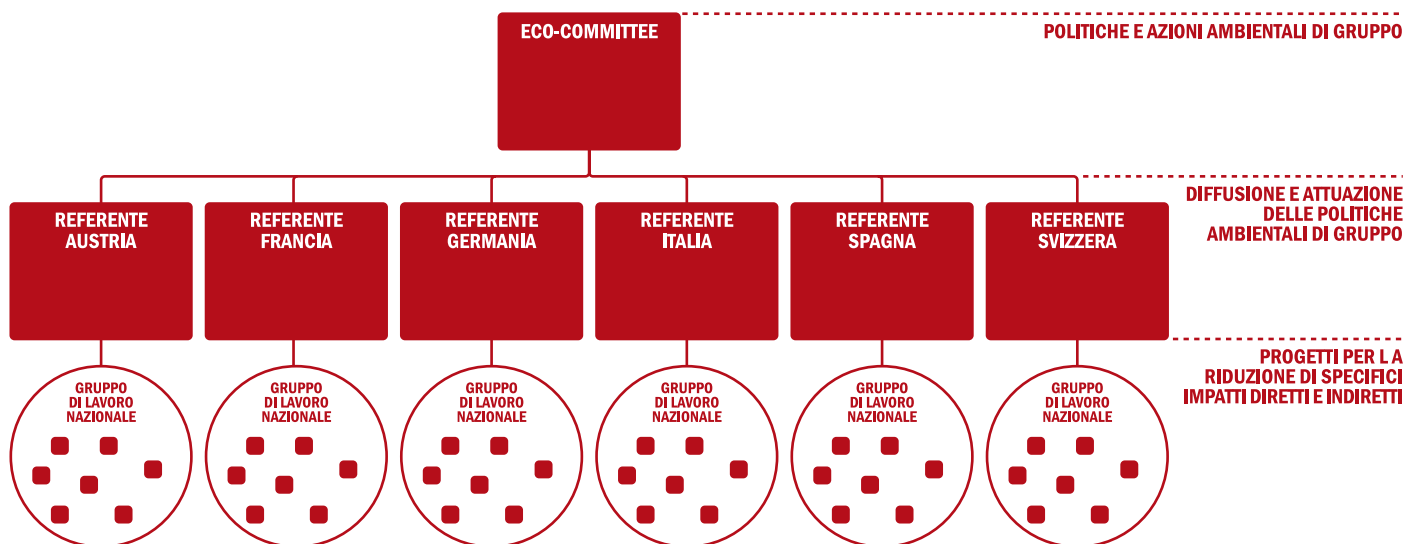 ECO-COMMITTEE
POLITICHE E AZIONI AMBIENTALI DI GRUPPO
REFERENTE
AUSTRIA
REFERENTE
FRANCIA
REFERENTE
GERMANIA
REFERENTE
ITALIA
REFERENTE
SPAGNA
REFERENTE
SVIZZERA
DIFFUSIONE E ATTUAZIONE
DELLE POLITICHE
AMBIENTALI DI GRUPPO
GRUPPO
DI LAVORO
NAZIONALE
GRUPPO
DI LAVORO
NAZIONALE
GRUPPO
DI LAVORO
NAZIONALE
GRUPPO
DI LAVORO
NAZIONALE
GRUPPO
DI LAVORO
NAZIONALE
GRUPPO
DI LAVORO
NAZIONALE
PROGETTI PER L A
RIDUZIONE DI SPECIFICI
IMPATTI DIRETTI E INDIRETTI